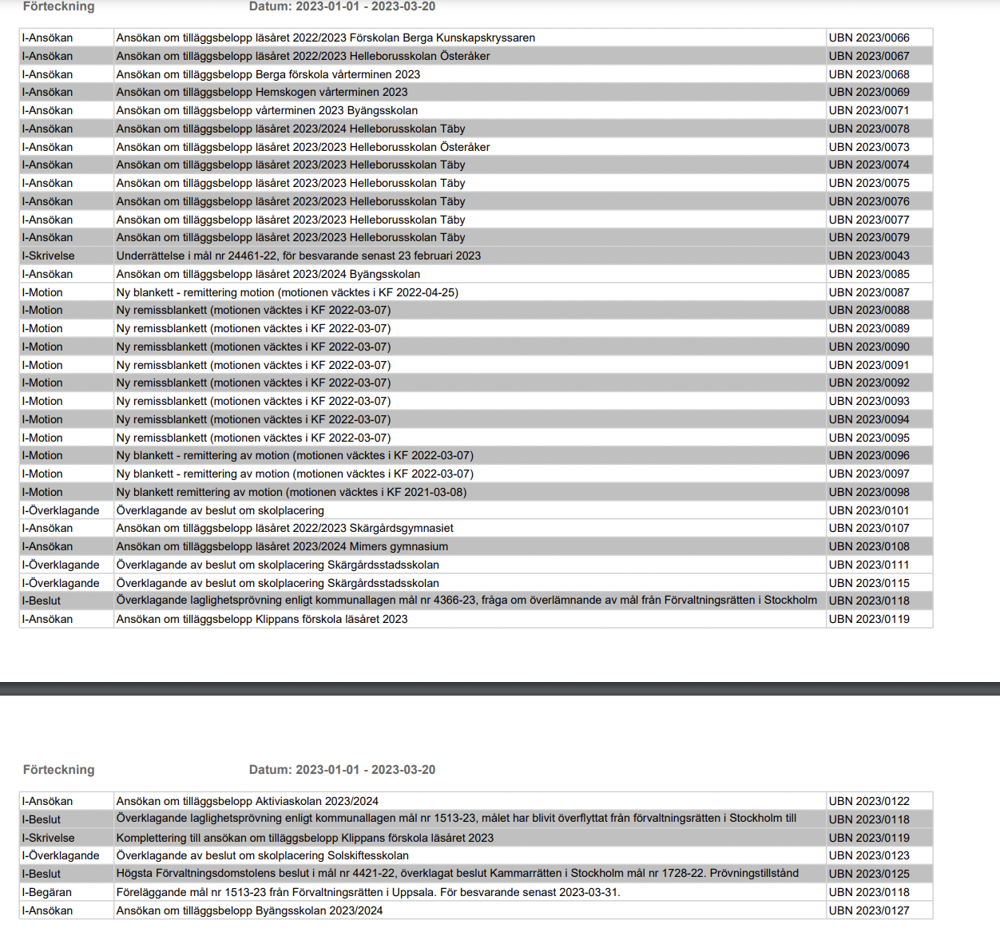 Förteckning Datum: 2023-01-01 - 2023-03-20
I-Ansökan Ansökan om tilläggsbelopp läsåret 2022/2023 Förskolan Berga Kunskapskryssaren UBN 2023/0066
I-Ansökan Ansökan om tilläggsbelopp läsåret 2022/2023 Helleborusskolan Österåker UBN 2023/0067
I-Ansökan Ansökan om tilläggsbelopp Berga förskola vårterminen 2023 UBN 2023/0068
I-Ansökan Ansökan om tilläggsbelopp Hemskogen vårterminen 2023 UBN 2023/0069
I-Ansökan Ansökan om tilläggsbelopp vårterminen 2023 Byängsskolan UBN 2023/0071
I-Ansökan Ansökan om tilläggsbelopp läsåret 2023/2024 Helleborusskolan Täby UBN 2023/0078
I-Ansökan Ansökan om tilläggsbelopp läsåret 2023/2023 Helleborusskolan Österåker UBN 2023/0073
I-Ansökan Ansökan om tilläggsbelopp läsåret 2023/2023 Helleborusskolan Täby UBN 2023/0074
I-Ansökan Ansökan om tilläggsbelopp läsåret 2023/2023 Helleborusskolan Täby UBN 2023/0075
I-Ansökan Ansökan om tilläggsbelopp läsåret 2023/2023 Helleborusskolan Täby UBN 2023/0076
I-Ansökan Ansökan om tilläggsbelopp läsåret 2023/2023 Helleborusskolan Täby UBN 2023/0077
I-Ansökan Ansökan om tilläggsbelopp läsåret 2023/2023 Helleborusskolan Täby UBN 2023/0079
I-Skrivelse Underrättelse i mål nr 24461-22, för besvarande senast 23 februari 2023 UBN 2023/0043
I-Ansökan Ansökan om tilläggsbelopp läsåret 2023/2024 Byängsskolan UBN 2023/0085
I-Motion Ny blankett - remittering motion (motionen väcktes i KF 2022-04-25) UBN 2023/0087
I-Motion Ny remissblankett (motionen väcktes i KF 2022-03-07) UBN 2023/0088
I-Motion Ny remissblankett (motionen väcktes i KF 2022-03-07) UBN 2023/0089
I-Motion Ny remissblankett (motionen väcktes i KF 2022-03-07) UBN 2023/0090
I-Motion Ny remissblankett (motionen väcktes i KF 2022-03-07) UBN 2023/0091
I-Motion Ny remissblankett (motionen väcktes i KF 2022-03-07) UBN 2023/0092
I-Motion Ny remissblankett (motionen väcktes i KF 2022-03-07) UBN 2023/0093
I-Motion Ny remissblankett (motionen väcktes i KF 2022-03-07) UBN 2023/0094
I-Motion Ny remissblankett (motionen väcktes i KF 2022-03-07) UBN 2023/0095
I-Motion Ny blankett - remittering av motion (motionen väcktes i KF 2022-03-07) UBN 2023/0096
I-Motion Ny blankett - remittering av motion (motionen väcktes i KF 2022-03-07) UBN 2023/0097
I-Motion Ny blankett remittering av motion (motionen väcktes i KF 2021-03-08) UBN 2023/0098
I-Överklagande Överklagande av beslut om skolplacering UBN 2023/0101
I-Ansökan Ansökan om tilläggsbelopp läsåret 2022/2023 Skärgårdsgymnasiet UBN 2023/0107
I-Ansökan Ansökan om tilläggsbelopp läsåret 2023/2024 Mimers gymnasium UBN 2023/0108
I-Överklagande Överklagande av beslut om skolplacering Skärgårdsstadsskolan UBN 2023/0111
I-Överklagande Överklagande av beslut om skolplacering Skärgårdsstadsskolan UBN 2023/0115
I-Beslut Överklagande laglighetsprövning enligt kommunallagen mål nr 4366-23, fråga om överlämnande av mål från Förvaltningsrätten i Stockholm UBN 2023/0118
I-Ansökan Ansökan om tilläggsbelopp Klippans förskola läsåret 2023 UBN 2023/0119
Förteckning Datum: 2023-01-01 - 2023-03-20
I-Ansökan Ansökan om tilläggsbelopp Aktiviaskolan 2023/2024 UBN 2023/0122
I-Beslut Överklagande laglighetsprövning enligt kommunallagen mål nr 1513-23, målet har blivit överflyttat från förvaltningsrätten i Stockholm till UBN 2023/0118
I-Skrivelse Komplettering till ansökan om tilläggsbelopp Klippans förskola läsåret 2023 UBN 2023/0119
I-Överklagande Överklagande av beslut om skolplacering Solskiftesskolan UBN 2023/0123
I-Beslut Högsta Förvaltningsdomstolens beslut i mål nr 4421-22, överklagat beslut Kammarrätten i Stockholm mål nr 1728-22. Prövningstillstånd UBN 2023/0125
I-Begäran Föreläggande mål nr 1513-23 från Förvaltningsrätten i Uppsala. För besvarande senast 2023-03-31. UBN 2023/0118
I-Ansökan Ansökan om tilläggsbelopp Byängsskolan 2023/2024 UBN 2023/0127